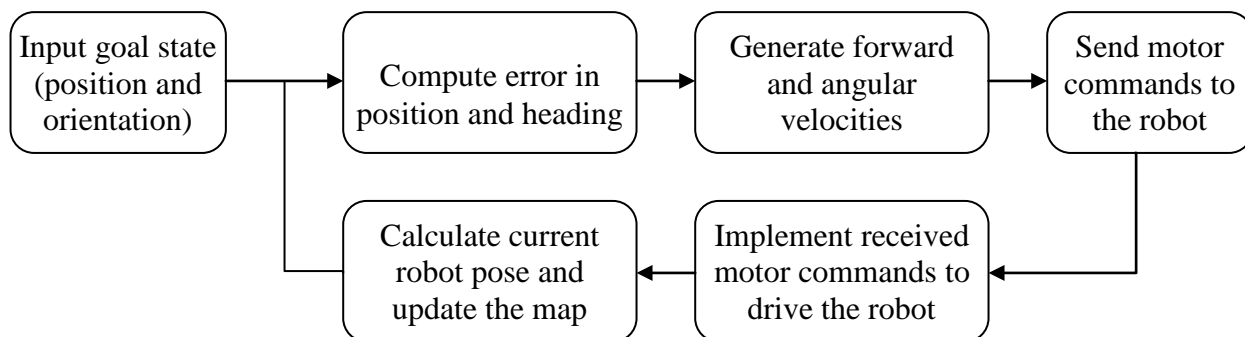 Input goal state
(position and
orientation)
Compute error in
position and heading
Generate forward
and angular
velocities
Send motor
commands to
the robot
Calculate current
robot pose and
update the map
Implement received
motor commands to
drive the robot